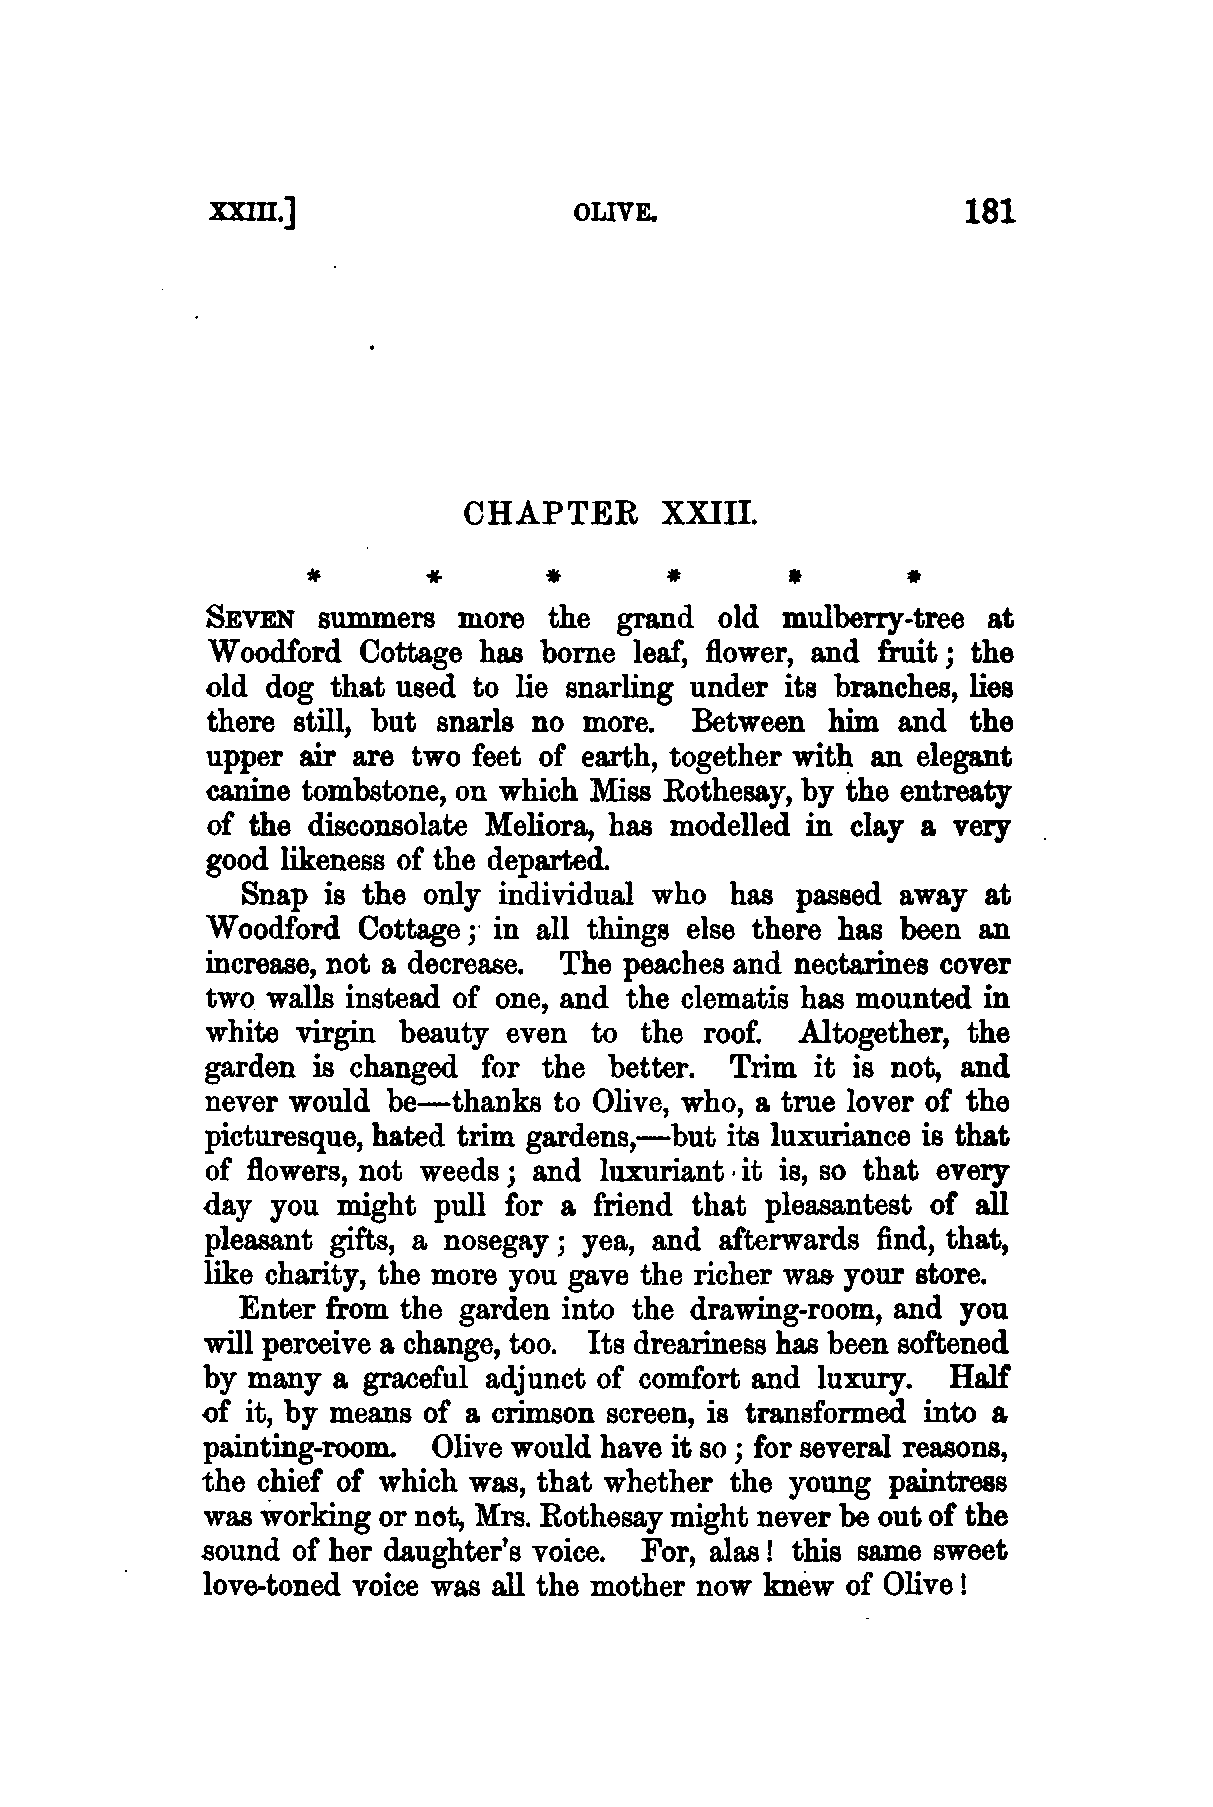 XXIII.] OLIVE. 181
CHAPTER XXIII.
* * * * * *
SEVEN summers more the grand old mulberry-tree at
Woodford Cottage has borne leaf, flower, and fruit; the
old dog that used to lie snarling under its branches, lies
there still, but snarls no more. Between him and the
upper air are two feet of earth, together with an elegant
canine tombstone, on which Miss Rothesay, by the entreaty
of the disconsolate Meliora, has modelled in clay a very
good likeness of the departed.
Snap is the only individual who has passed away at
Woodford Cottage; in all things else there has been an
increase, not a decrease. The peaches and nectarines cover
two walls instead of one, and the clematis has mounted in
white virgin beauty even to the roof. Altogether, the
garden is changed for the better. Trim it is not, and
never would be—thanks to Olive, who, a true lover of the
picturesque, hated trim gardens,—but its luxuriance is that
of flowers, not weeds; and luxuriant it is, so that every
day you might pull for a friend that pleasantest of all
pleasant gifts, a nosegay; yea, and afterwards find, that,
like charity, the more you gave the richer was your store.
Enter from the garden into the drawing-room, and you
will perceive a change, too. Its dreariness has been softened
by many a graceful adjunct of comfort and luxury. Half
of it, by means of a crimson screen, is transformed into a
painting-room. Olive would have it so; for several reasons,
the chief of which was, that whether the young paintress
was working or not, Mrs. Rothesay might never be out of the
sound of her daughter's voice. For, alas! this same sweet
love-toned voice was all the mother now knew of Olive!